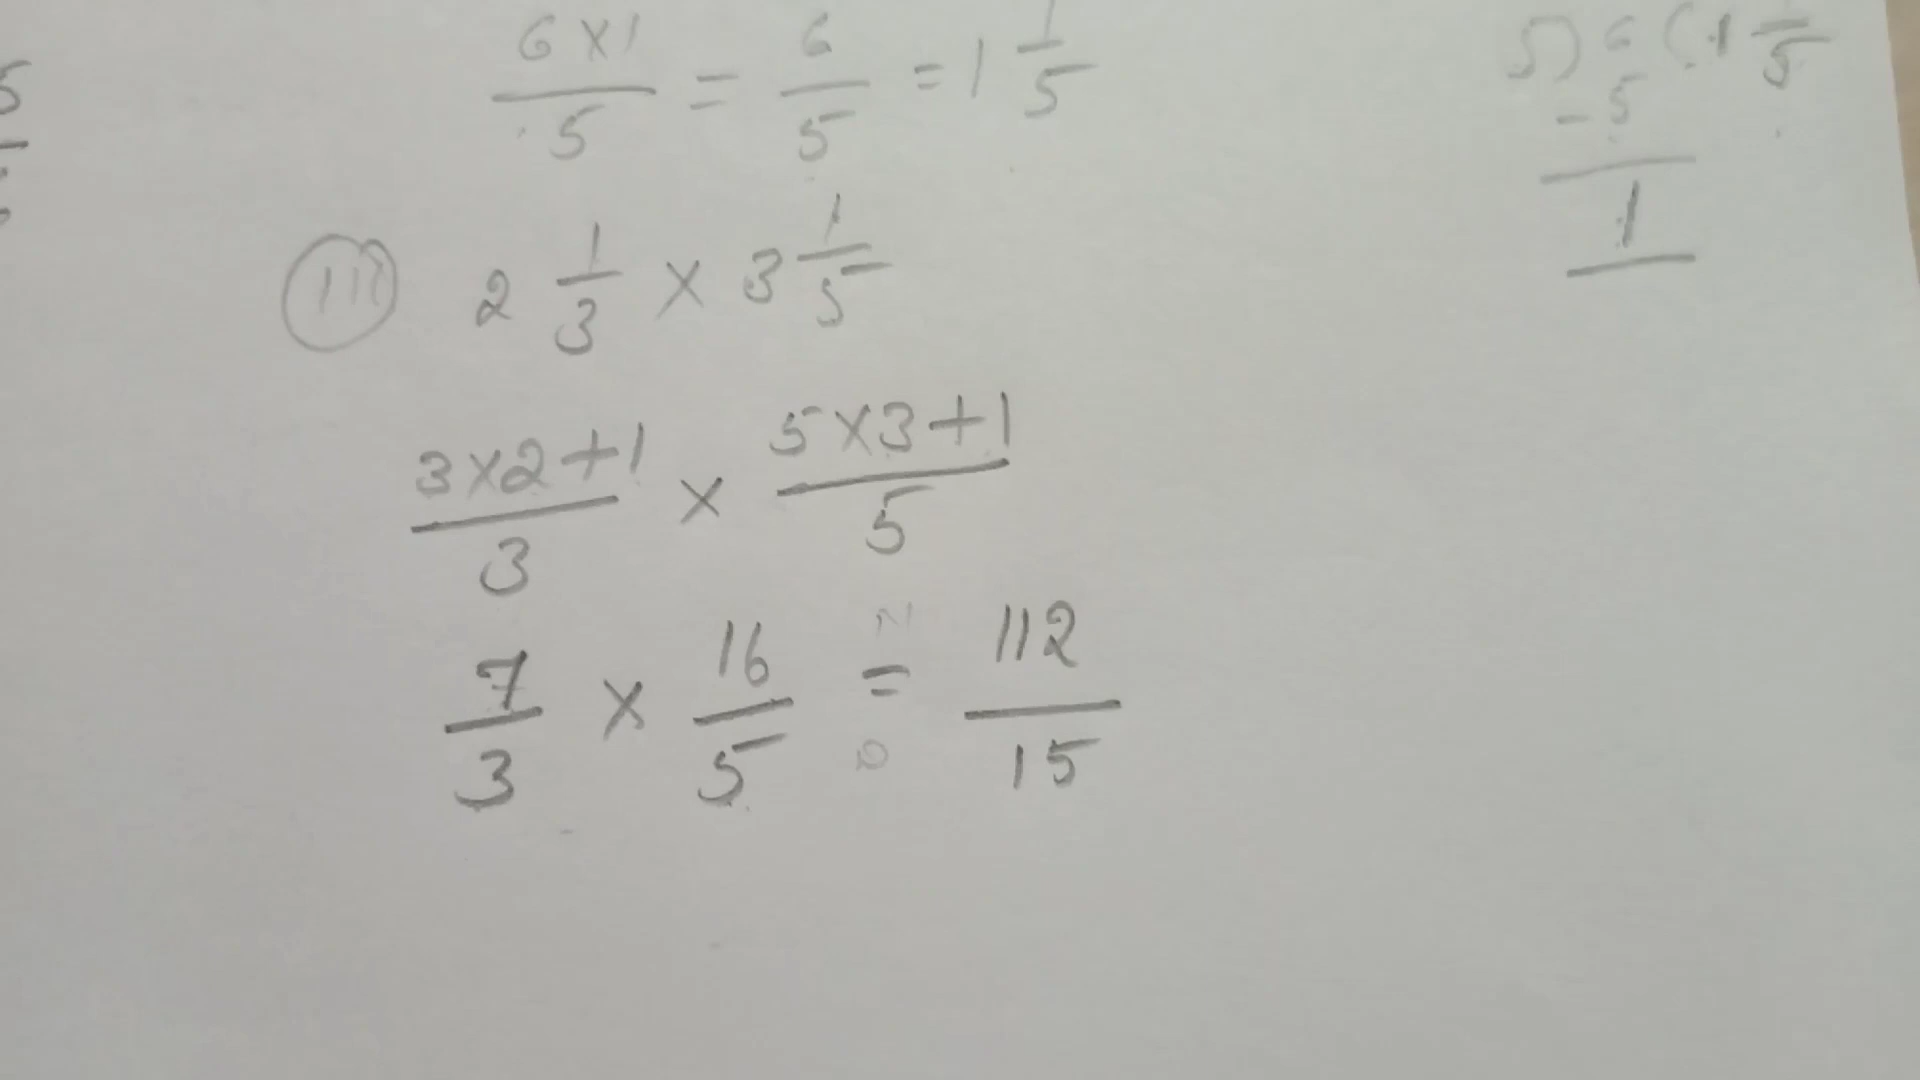 6×1/5 = 6/5 = 1 1/5
5) 6 (1 1/5
- 5
1
(iii) 2 1/3 × 3 1/5
3×2+1/3 × 5×3+1/5
7/3 × 16/5 = 112/15